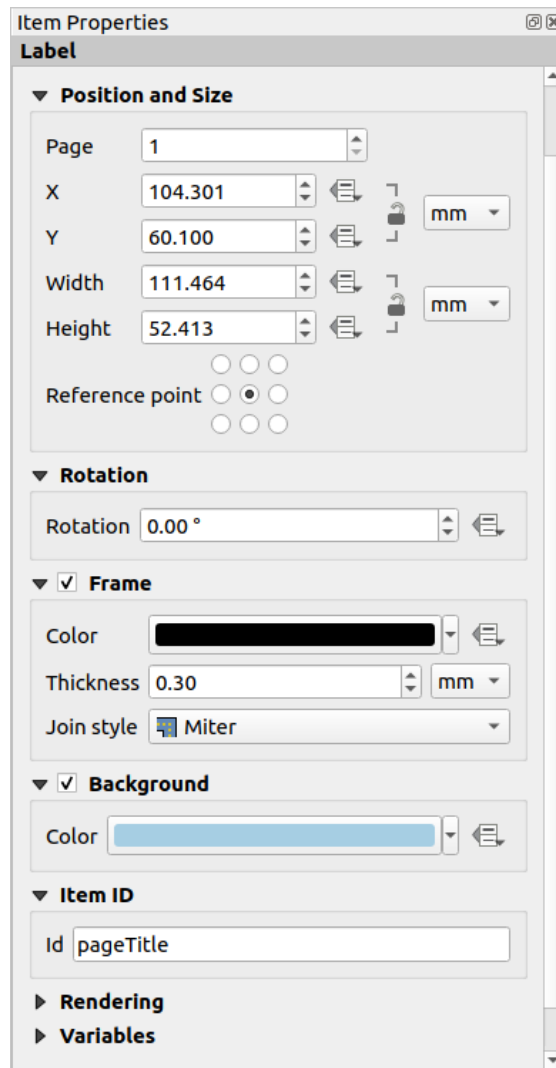 Item Properties
Label
Position and Size
Page 1
X 104.301 mm
Y 60.100
Width 111.464 mm
Height 52.413
Reference point
Rotation
Rotation 0.00 °
Frame
Color
Thickness 0.30 mm
Join style Miter
Background
Color
Item ID
Id pageTitle
Rendering
Variables